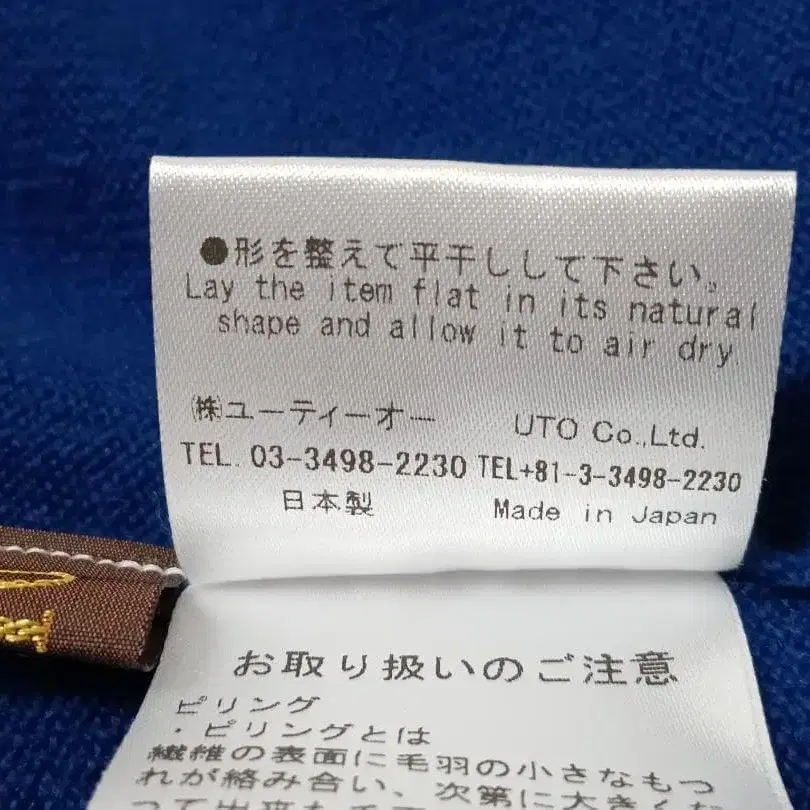 ●形を整えて平干しして下さい。
Lay the item flat in its natural
shape and allow it to air dry.
㈱ユーティーオー UTO Co.,Ltd.
TEL. 03-3498-2230 TEL+81-3-3498-2230
日本製 Made in Japan
お取り扱いのご注意
ピリング
・ピリングとは
繊維の表面に毛羽の小さなもつ
れが絡み合い、次第に大きく